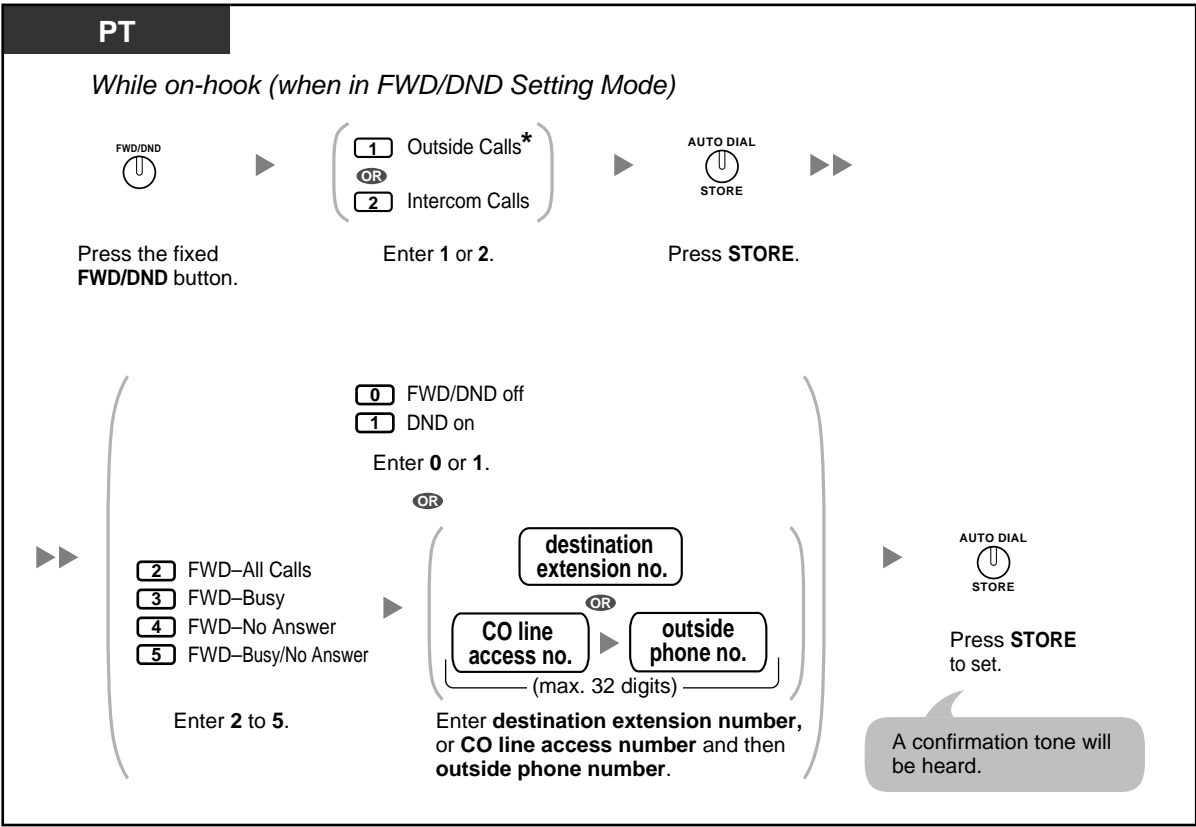 PT
While on-hook (when in FWD/DND Setting Mode)
FWD/DND
1 Outside Calls*
OR
2 Intercom Calls
AUTO DIAL
STORE
Press the fixed
FWD/DND button.
Enter 1 or 2.
Press STORE.
0 FWD/DND off
1 DND on
Enter 0 or 1.
OR
2 FWD–All Calls
3 FWD–Busy
4 FWD–No Answer
5 FWD–Busy/No Answer
Enter 2 to 5.
destination
extension no.
OR
CO line
access no.
outside
phone no.
(max. 32 digits)
Enter destination extension number,
or CO line access number and then
outside phone number.
AUTO DIAL
STORE
Press STORE
to set.
A confirmation tone will
be heard.